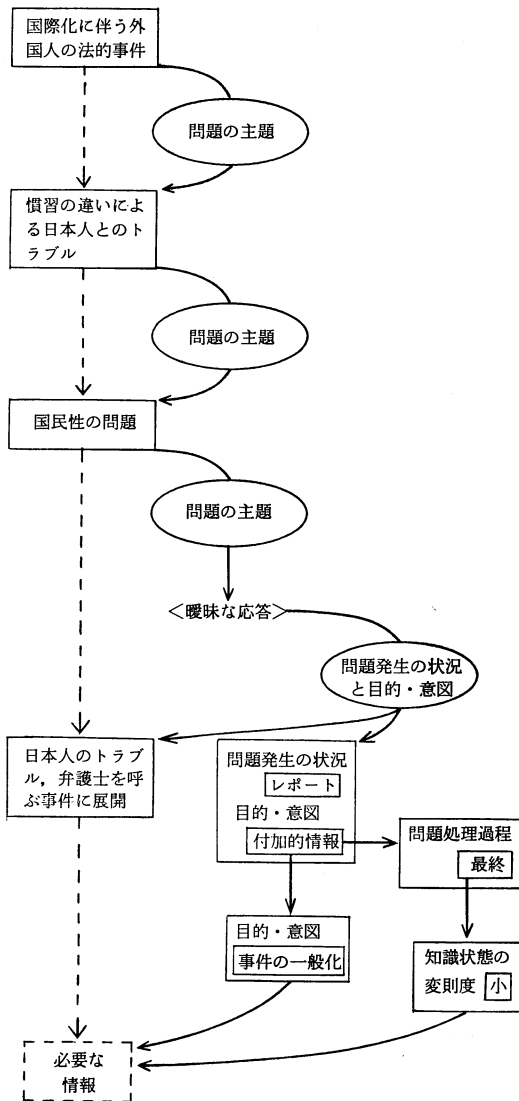 国際化に伴う外
国人の法的事件
問題の主題
慣習の違いによ
る日本人とのト
ラブル
問題の主題
国民性の問題
問題の主題
＜曖昧な応答＞
問題発生の状況
と目的・意図
日本人のトラブ
ル，弁護士を呼
ぶ事件に展開
問題発生の状況
レポート
目的・意図
付加的情報
問題処理過程
最終
目的・意図
事件の一般化
知識状態の
変則度 小
必要な
情報